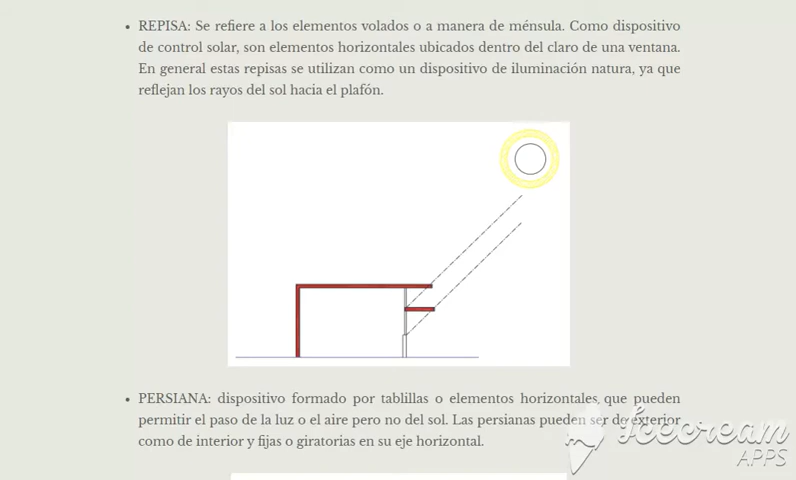 • REPISA: Se refiere a los elementos volados o a manera de ménsula. Como dispositivo
de control solar, son elementos horizontales ubicados dentro del claro de una ventana.
En general estas repisas se utilizan como un dispositivo de iluminación natura, ya que
reflejan los rayos del sol hacia el plafón.
• PERSIANA: dispositivo formado por tablillas o elementos horizontales, que pueden
permitir el paso de la luz o el aire pero no del sol. Las persianas pueden ser de exterior
como de interior y fijas o giratorias en su eje horizontal.
Icecream
APPS